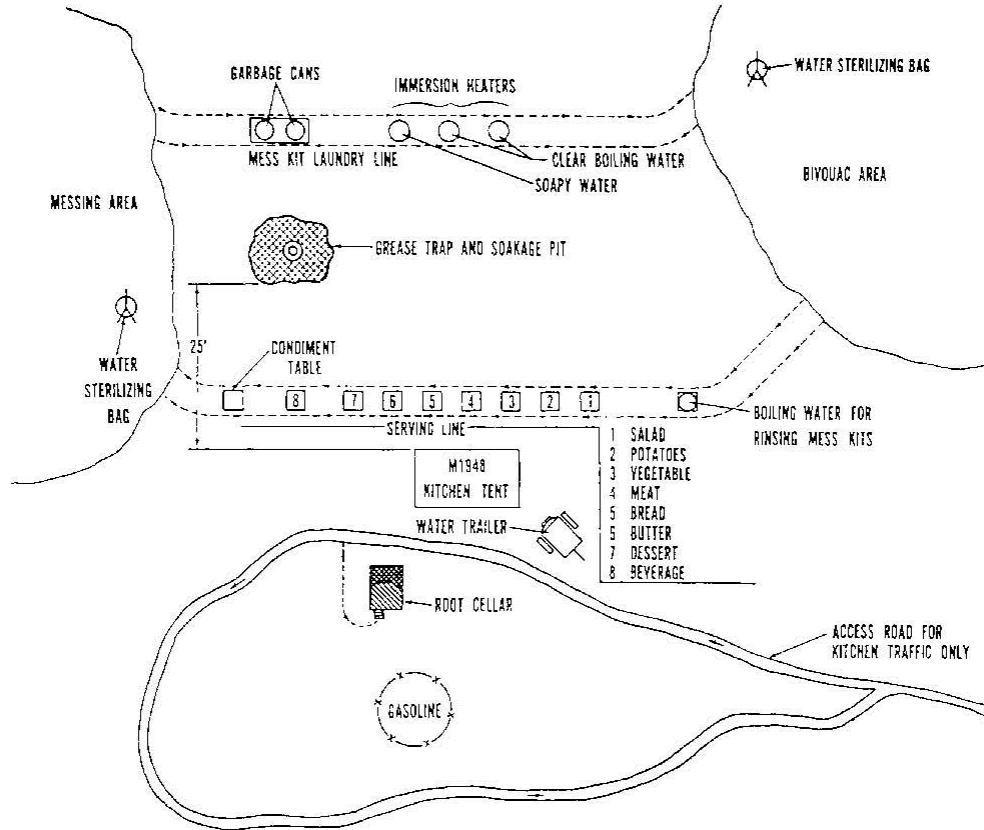 GARBAGE CANS
IMMERSION HEATERS
WATER STERILIZING BAG
MESS KIT LAUNDRY LINE
CLEAR BOILING WATER
SOAPY WATER
BIVOUAC AREA
MESSING AREA
GREASE TRAP AND SOAKAGE PIT
25'
CONDIMENT
TABLE
WATER
STERILIZING
BAG
8 7 6 5 4 3 2 1
SERVING LINE
BOILING WATER FOR
RINSING MESS KITS
M1948
KITCHEN TENT
1 SALAD
2 POTATOES
3 VEGETABLE
4 MEAT
5 BREAD
6 BUTTER
7 DESSERT
8 BEVERAGE
WATER TRAILER
ROOT CELLAR
ACCESS ROAD FOR
KITCHEN TRAFFIC ONLY
GASOLINE